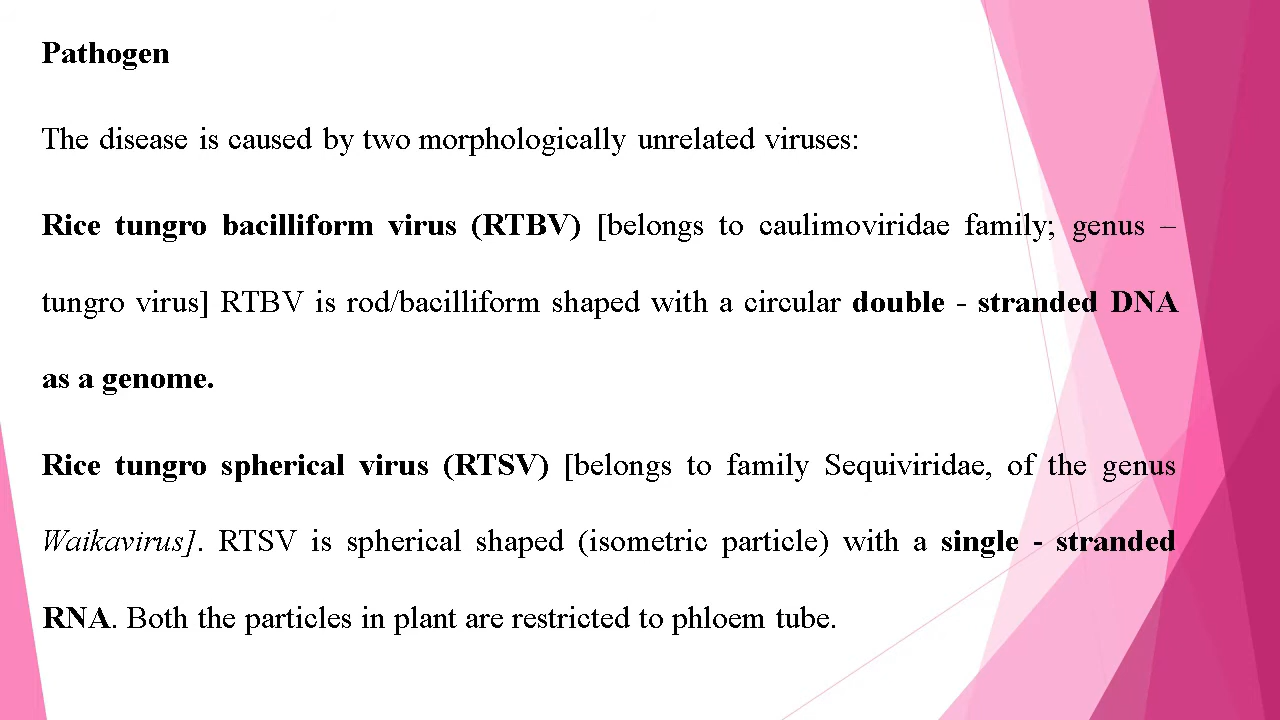 Pathogen
The disease is caused by two morphologically unrelated viruses:
Rice tungro bacilliform virus (RTBV) [belongs to caulimoviridae family; genus –
tungro virus] RTBV is rod/bacilliform shaped with a circular double - stranded DNA
as a genome.
Rice tungro spherical virus (RTSV) [belongs to family Sequiviridae, of the genus
Waikavirus]. RTSV is spherical shaped (isometric particle) with a single - stranded
RNA. Both the particles in plant are restricted to phloem tube.